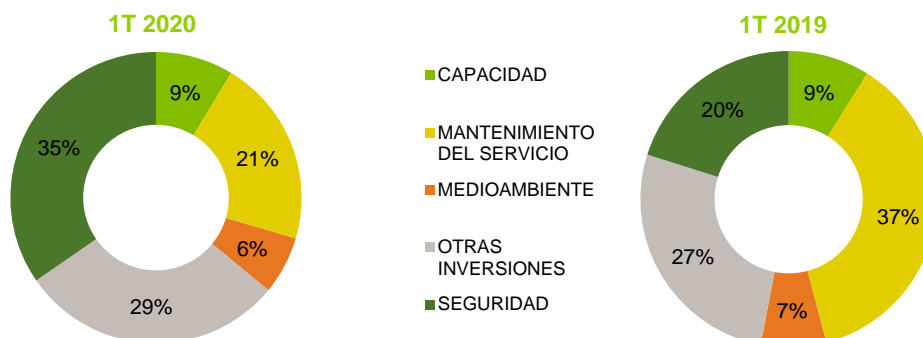 1T 2020
9%
21%
6%
29%
35%
CAPACIDAD
MANTENIMIENTO
DEL SERVICIO
MEDIOAMBIENTE
OTRAS
INVERSIONES
SEGURIDAD
1T 2019
9%
37%
7%
27%
20%